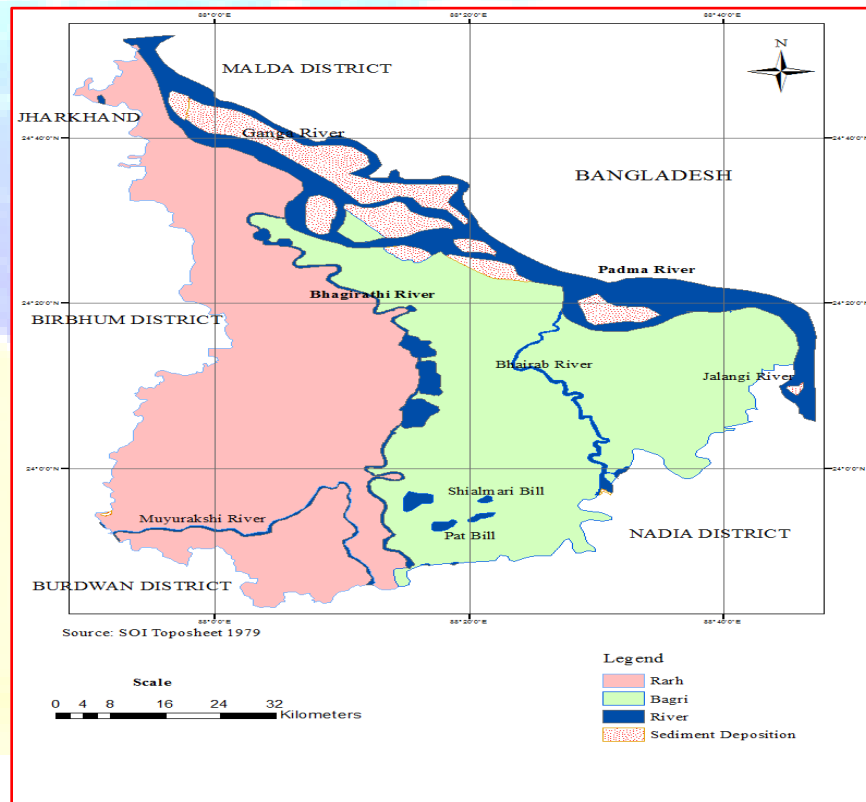 88°0'0"E
88°20'0"E
88°40'0"E
N
MALDA DISTRICT
JHARKHAND
Ganga River
24°40'0"N
24°40'0"N
BANGLADESH
Padma River
Bhagirathi River
24°20'0"N
24°20'0"N
BIRBHUM DISTRICT
Bhairab River
Jalangi River
24°0'0"N
24°0'0"N
Shialmari Bill
Muyurakshi River
Pat Bill
NADIA DISTRICT
BURDWAN DISTRICT
88°0'0"E
88°20'0"E
88°40'0"E
Source: SOI Toposheet 1979
Legend
Rarh
Bagri
River
Sediment Deposition
Scale
0 4 8 16 24 32
Kilometers